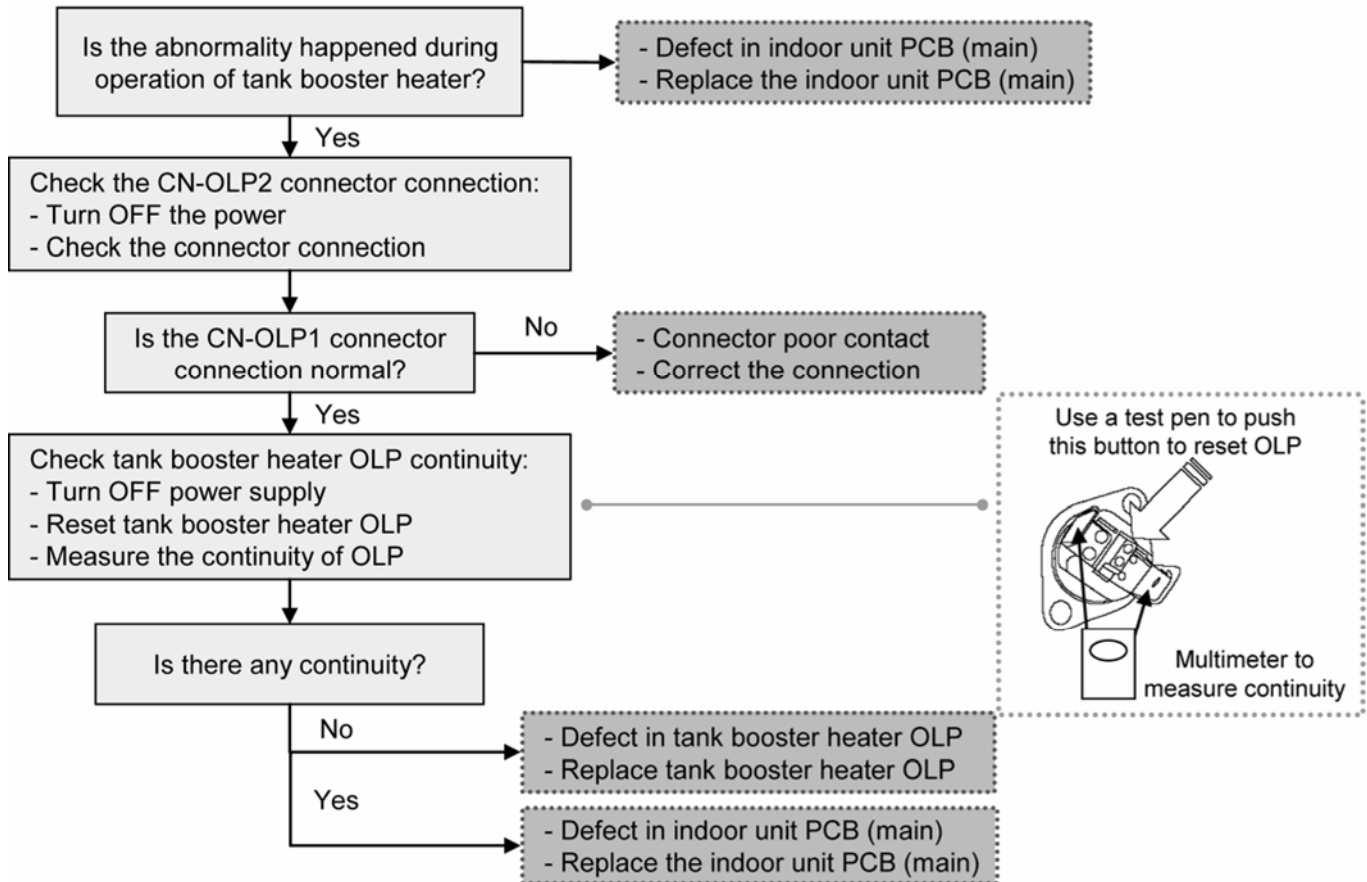 Is the abnormality happened during
operation of tank booster heater?
- Defect in indoor unit PCB (main)
- Replace the indoor unit PCB (main)
Yes
Check the CN-OLP2 connector connection:
- Turn OFF the power
- Check the connector connection
Is the CN-OLP1 connector
connection normal?
No
- Connector poor contact
- Correct the connection
Yes
Check tank booster heater OLP continuity:
- Turn OFF power supply
- Reset tank booster heater OLP
- Measure the continuity of OLP
Use a test pen to push
this button to reset OLP
Multimeter to
measure continuity
Is there any continuity?
No
- Defect in tank booster heater OLP
- Replace tank booster heater OLP
Yes
- Defect in indoor unit PCB (main)
- Replace the indoor unit PCB (main)